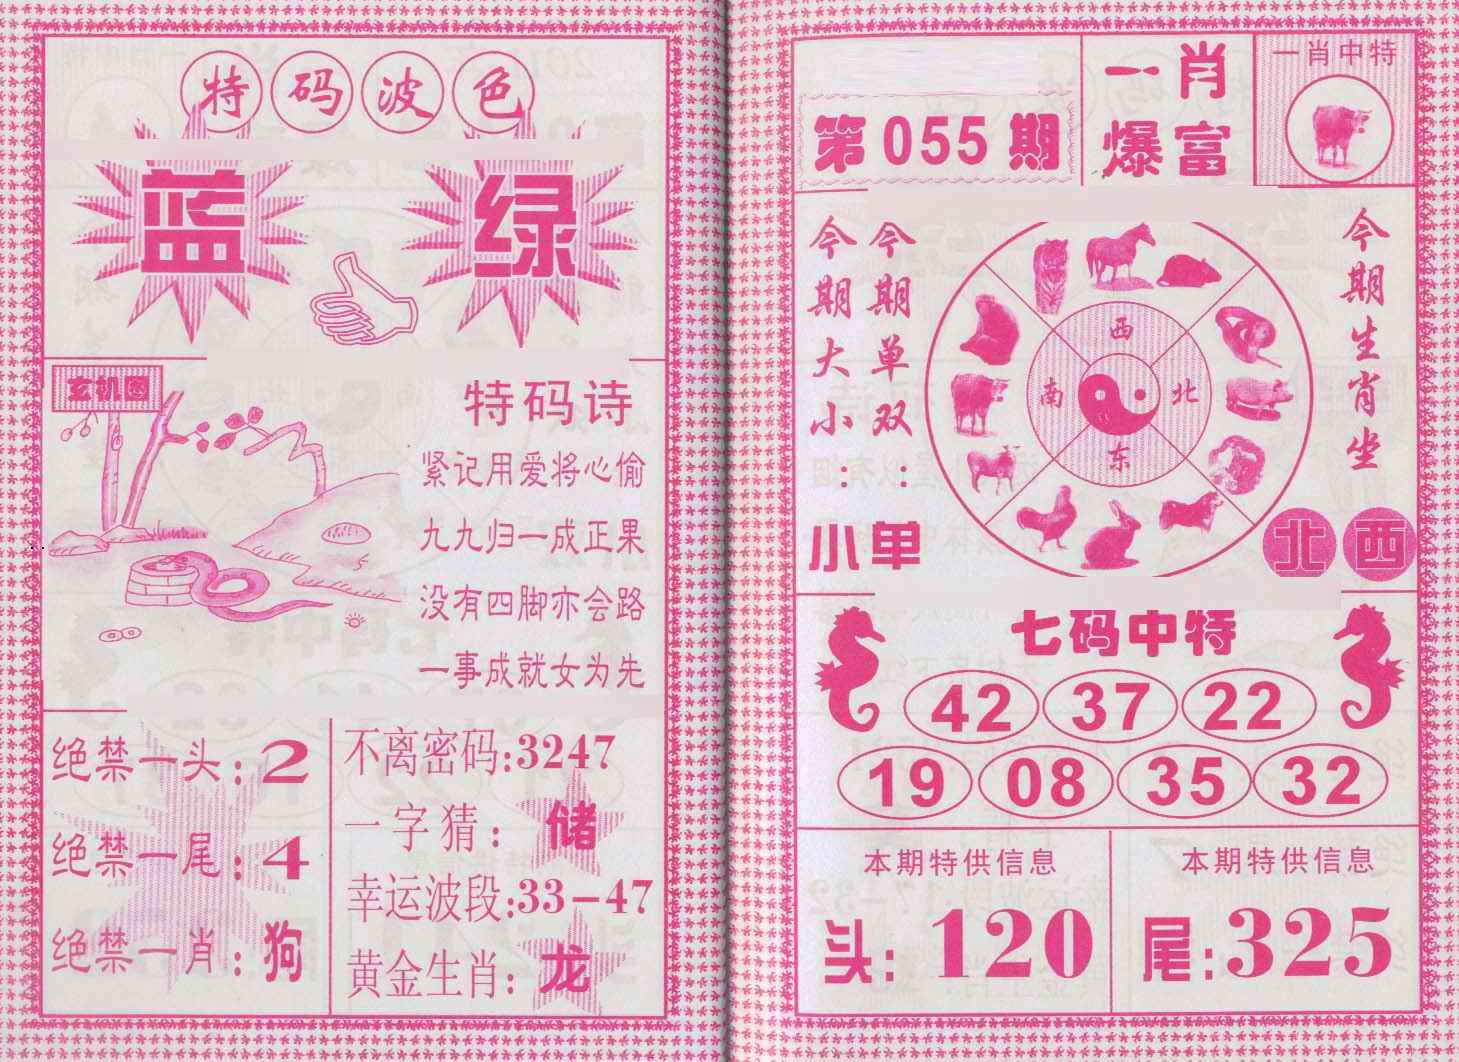 特码波色
蓝 绿
玄机图
特码诗
紧记用爱将心偷
九九归一成正果
没有四脚亦会路
一事成就女为先
绝禁一头:2
绝禁一尾:4
绝禁一肖:狗
不离密码:3247
一字猜:储
幸运波段:33-47
黄金生肖:龙
第055期
一肖
爆富
一肖中特
今期大小:小
今期单双:单
西
南 北
东
今期生肖坐
北 西
七码中特
42 37 22
19 08 35 32
本期特供信息
头:120
本期特供信息
尾:325